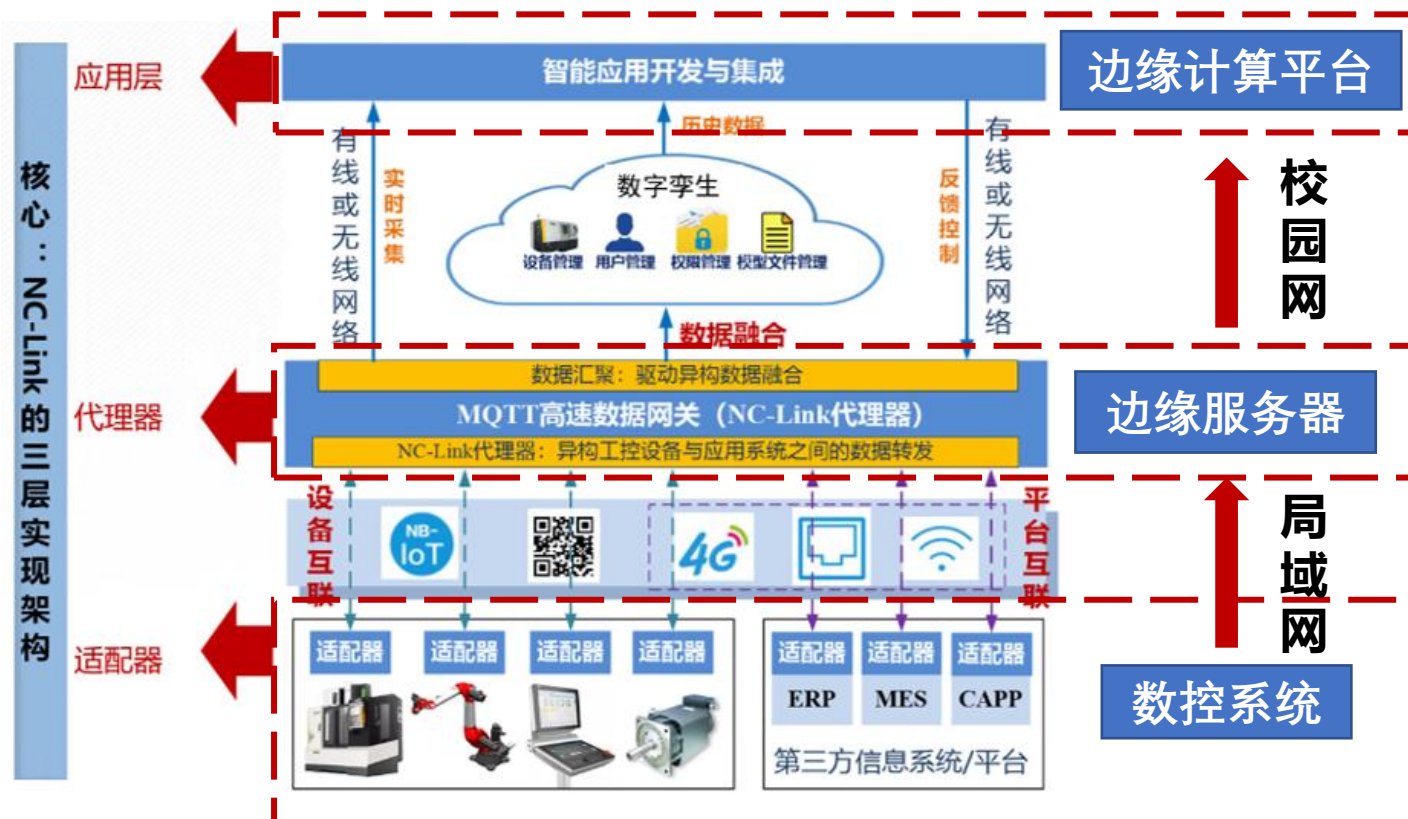 核心：NC-Link的三层实现架构
应用层
智能应用开发与集成
边缘计算平台
有线或无线网络
实时采集
历史数据
反馈控制
有线或无线网络
数字孪生
设备管理
用户管理
权限管理
模型文件管理
数据融合
校园网
代理器
数据汇聚：驱动异构数据融合
MQTT高速数据网关（NC-Link代理器）
NC-Link代理器：异构工控设备与应用系统之间的数据转发
边缘服务器
设备互联
NB-
IoT
4G
平台互联
局域网
适配器
适配器
适配器
适配器
适配器
适配器
适配器
适配器
ERP
MES
CAPP
第三方信息系统/平台
数控系统